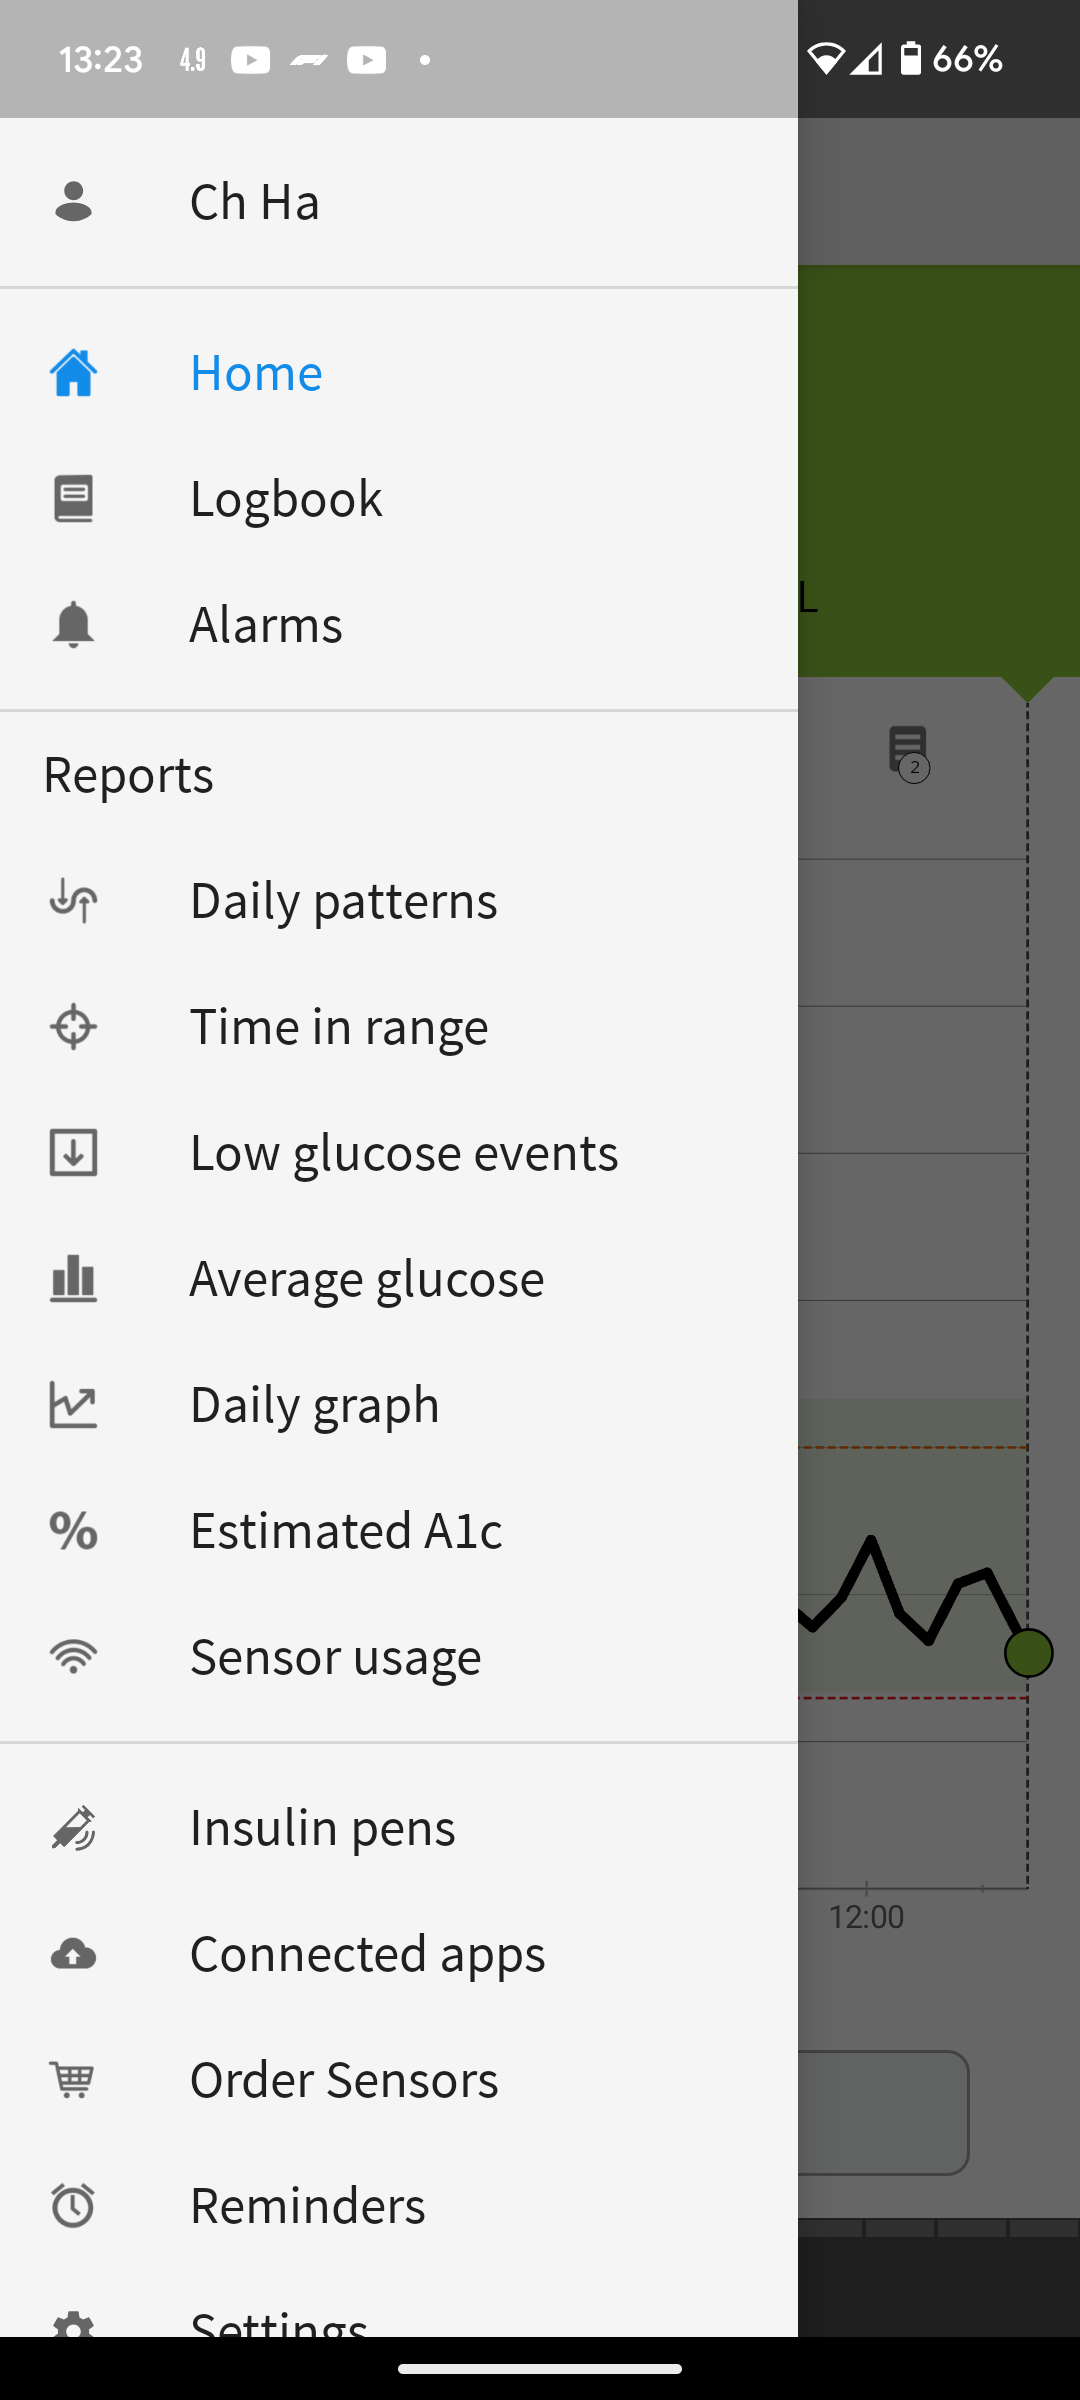 13:23 4.9 66%
Ch Ha
Home
Logbook
Alarms
L
2
Reports
Daily patterns
Time in range
Low glucose events
Average glucose
Daily graph
% Estimated A1c
Sensor usage
Insulin pens
12:00
Connected apps
Order Sensors
Reminders
Settings